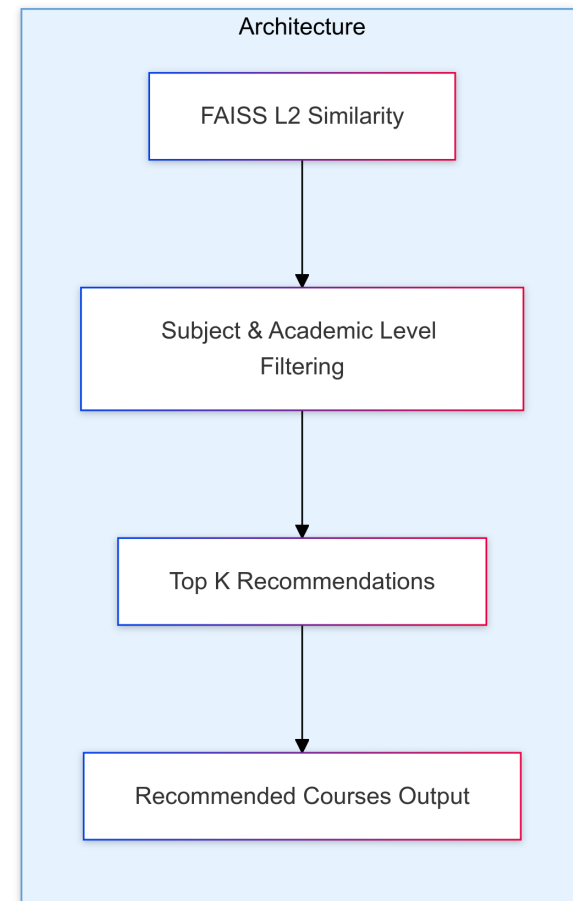 Architecture
FAISS L2 Similarity
Subject & Academic Level
Filtering
Top K Recommendations
Recommended Courses Output